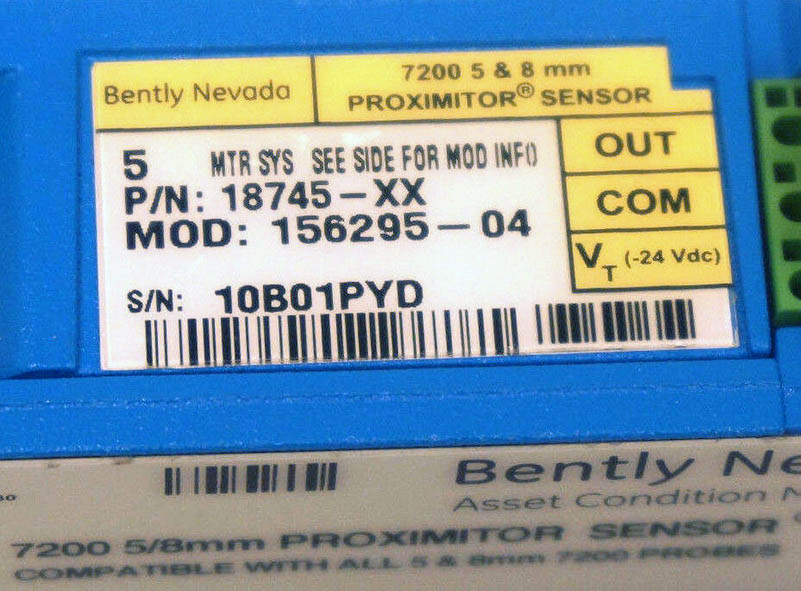 Bently Nevada
7200 5 & 8 mm
PROXIMITOR® SENSOR
5 MTR SYS SEE SIDE FOR MOD INFO
P/N: 18745-XX
MOD: 156295-04
S/N: 10B01PYD
OUT
COM
VT (-24 Vdc)
Bently Ne
Asset Condition M
7200 5/8mm PROXIMITOR SENSOR
COMPATIBLE WITH ALL 5 & 8mm 7200 PROBES